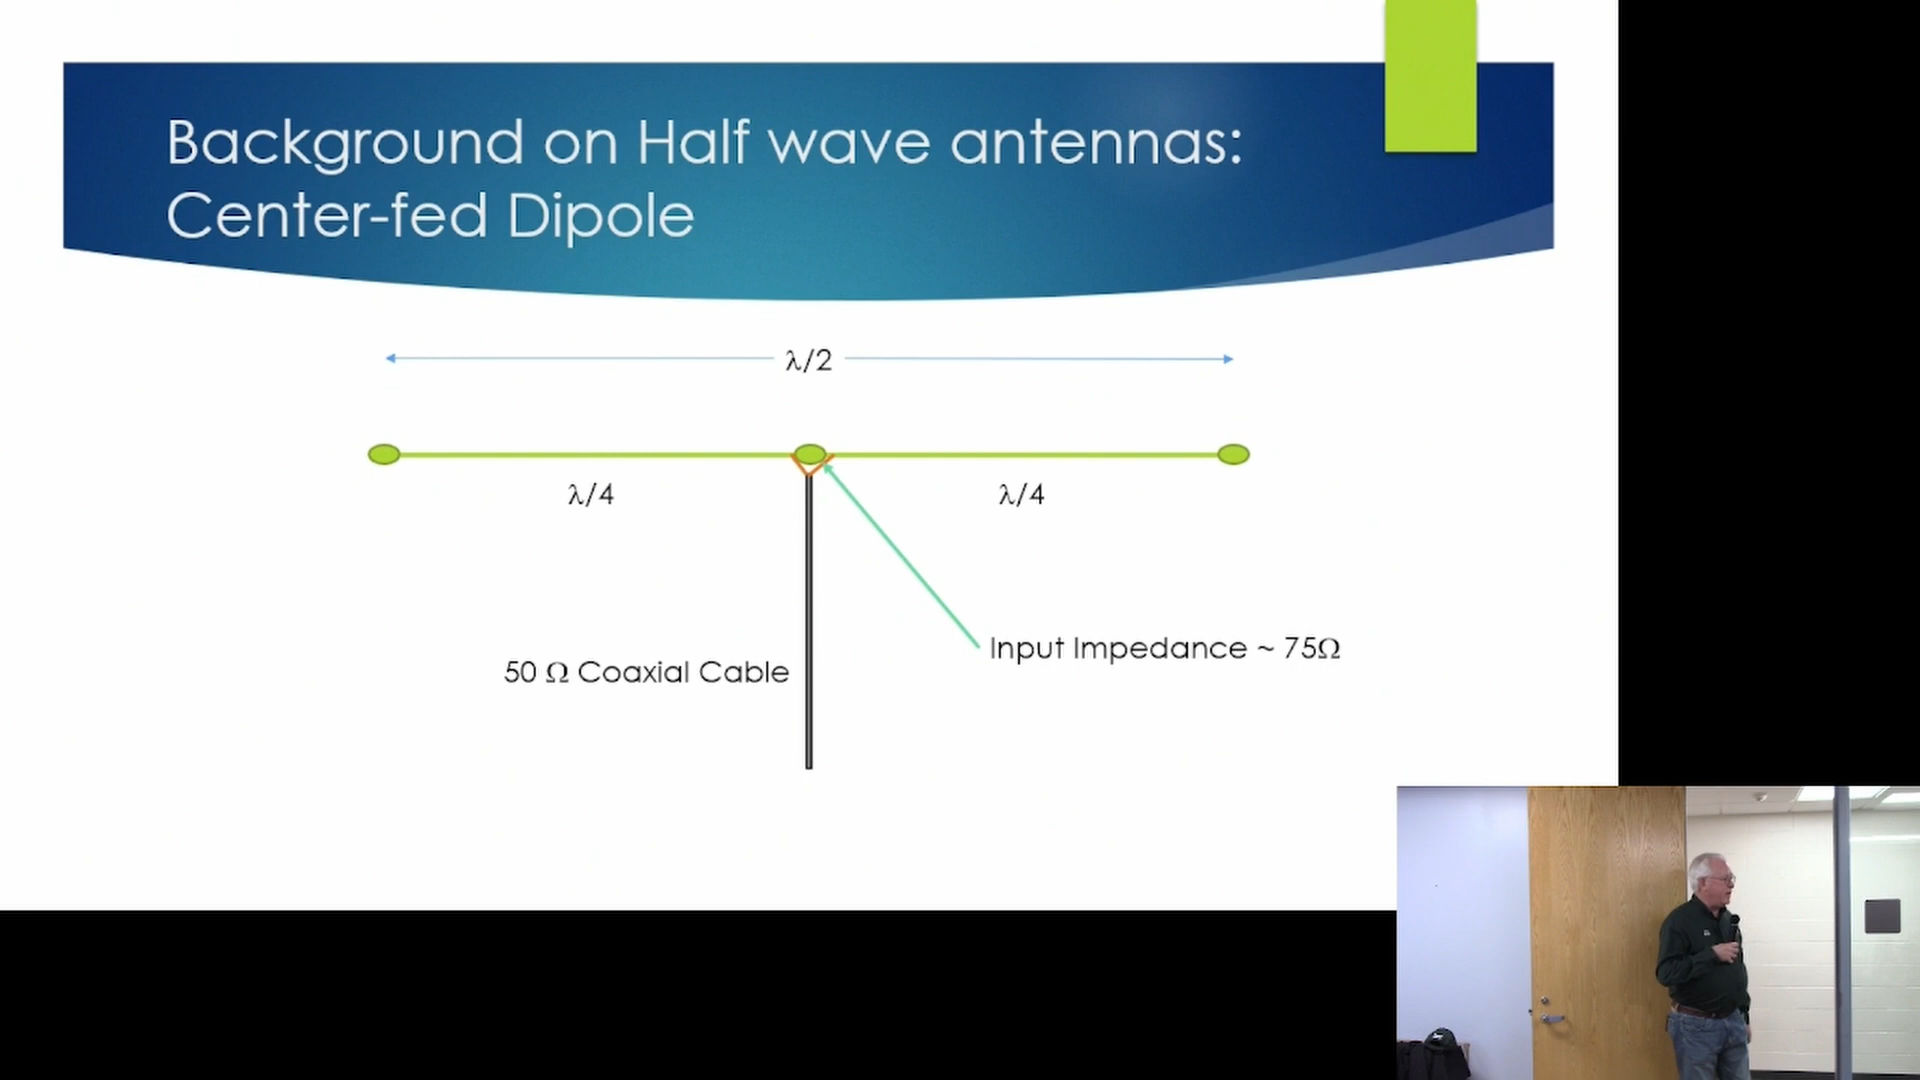 Background on Half wave antennas:
Center-fed Dipole
λ/2
λ/4
λ/4
Input Impedance ~ 75Ω
50 Ω Coaxial Cable